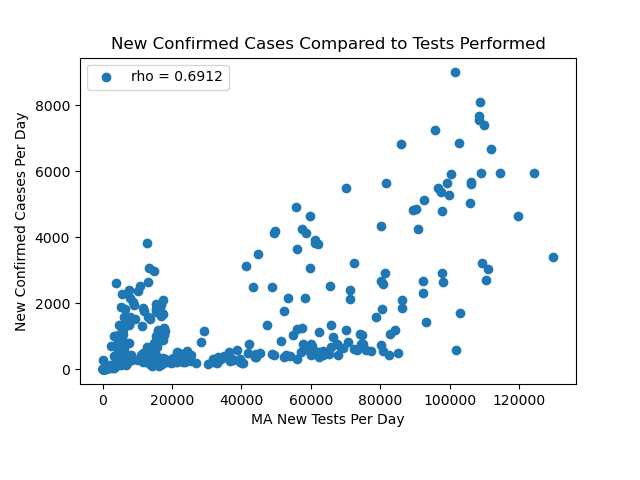 New Confirmed Cases Compared to Tests Performed
rho = 0.6912
New Confirmed Caeses Per Day
8000
6000
4000
2000
0
0 20000 40000 60000 80000 100000 120000
MA New Tests Per Day